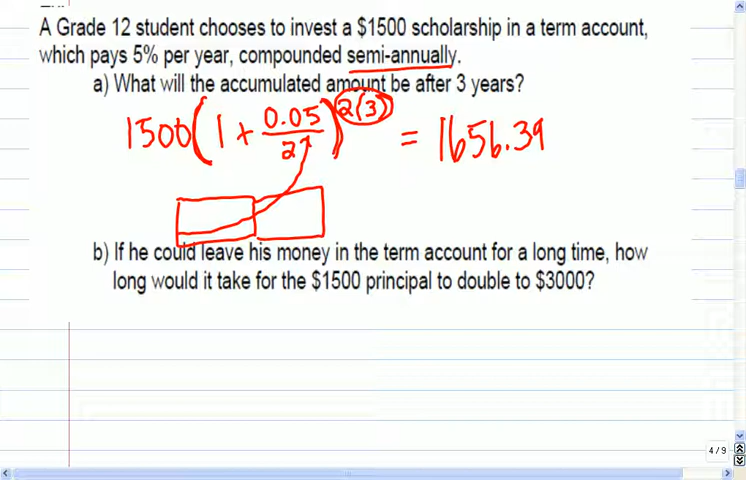 A Grade 12 student chooses to invest a $1500 scholarship in a term account,
which pays 5% per year, compounded semi-annually.
a) What will the accumulated amount be after 3 years?
1500(1 + 0.05/2)^2(3) = 1656.39
b) If he could leave his money in the term account for a long time, how
long would it take for the $1500 principal to double to $3000?
4/9